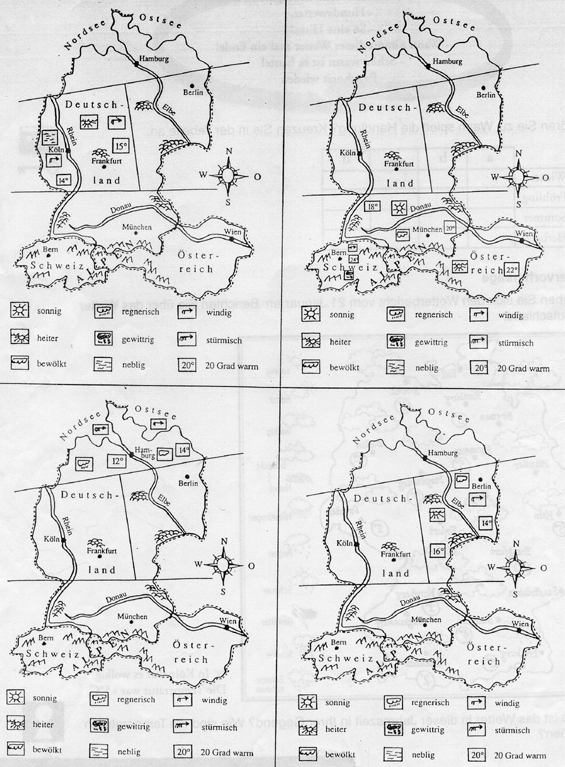 Nordsee
Ostsee
Hamburg
Berlin
Deutsch-
Elbe
15°
Rhein
Köln
Frankfurt
14°
land
N
W O
S
Donau
München
Wien
Bern
Schweiz
Öster-
reich
sonnig regnerisch windig
heiter gewittrig stürmisch
bewölkt neblig 20° 20 Grad warm
Nordsee
Ostsee
Hamburg
Berlin
Deutsch-
Elbe
Rhein
Köln
Frankfurt
land
N
W O
S
18°
Donau
München
20°
Wien
Bern
Schweiz
Öster-
reich
22°
sonnig regnerisch windig
heiter gewittrig stürmisch
bewölkt neblig 20° 20 Grad warm
Nordsee
Ostsee
12°
Ham-
burg
14°
Berlin
Deutsch-
Elbe
Rhein
Köln
Frankfurt
land
N
W O
S
Donau
München
Wien
Bern
Schweiz
Öster-
reich
sonnig regnerisch windig
heiter gewittrig stürmisch
bewölkt neblig 20° 20 Grad warm
Nordsee
Ostsee
Hamburg
Berlin
Deutsch-
Elbe
14°
Rhein
Köln
16°
Frankfurt
land
N
W O
S
Donau
München
Wien
Bern
Schweiz
Öster-
reich
sonnig regnerisch windig
heiter gewittrig stürmisch
bewölkt neblig 20° 20 Grad warm